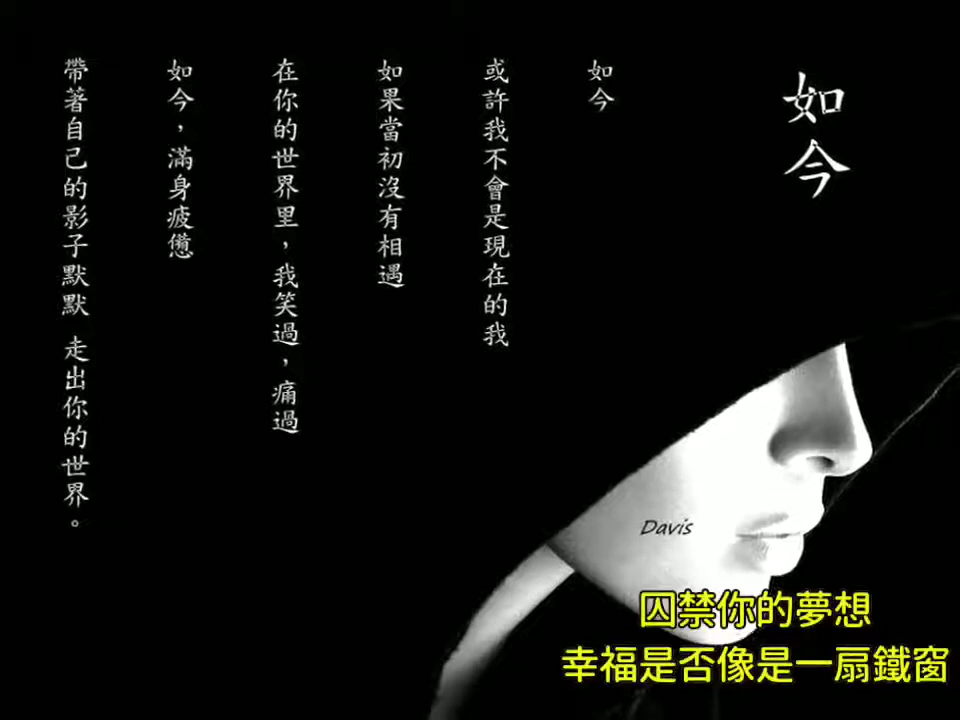 如今
如今
或許我不會是現在的我
如果當初沒有相遇
在你的世界里，我笑過，痛過
如今，滿身疲憊
帶著自己的影子默默 走出你的世界。
Davis
囚禁你的夢想
幸福是否像是一扇鐵窗